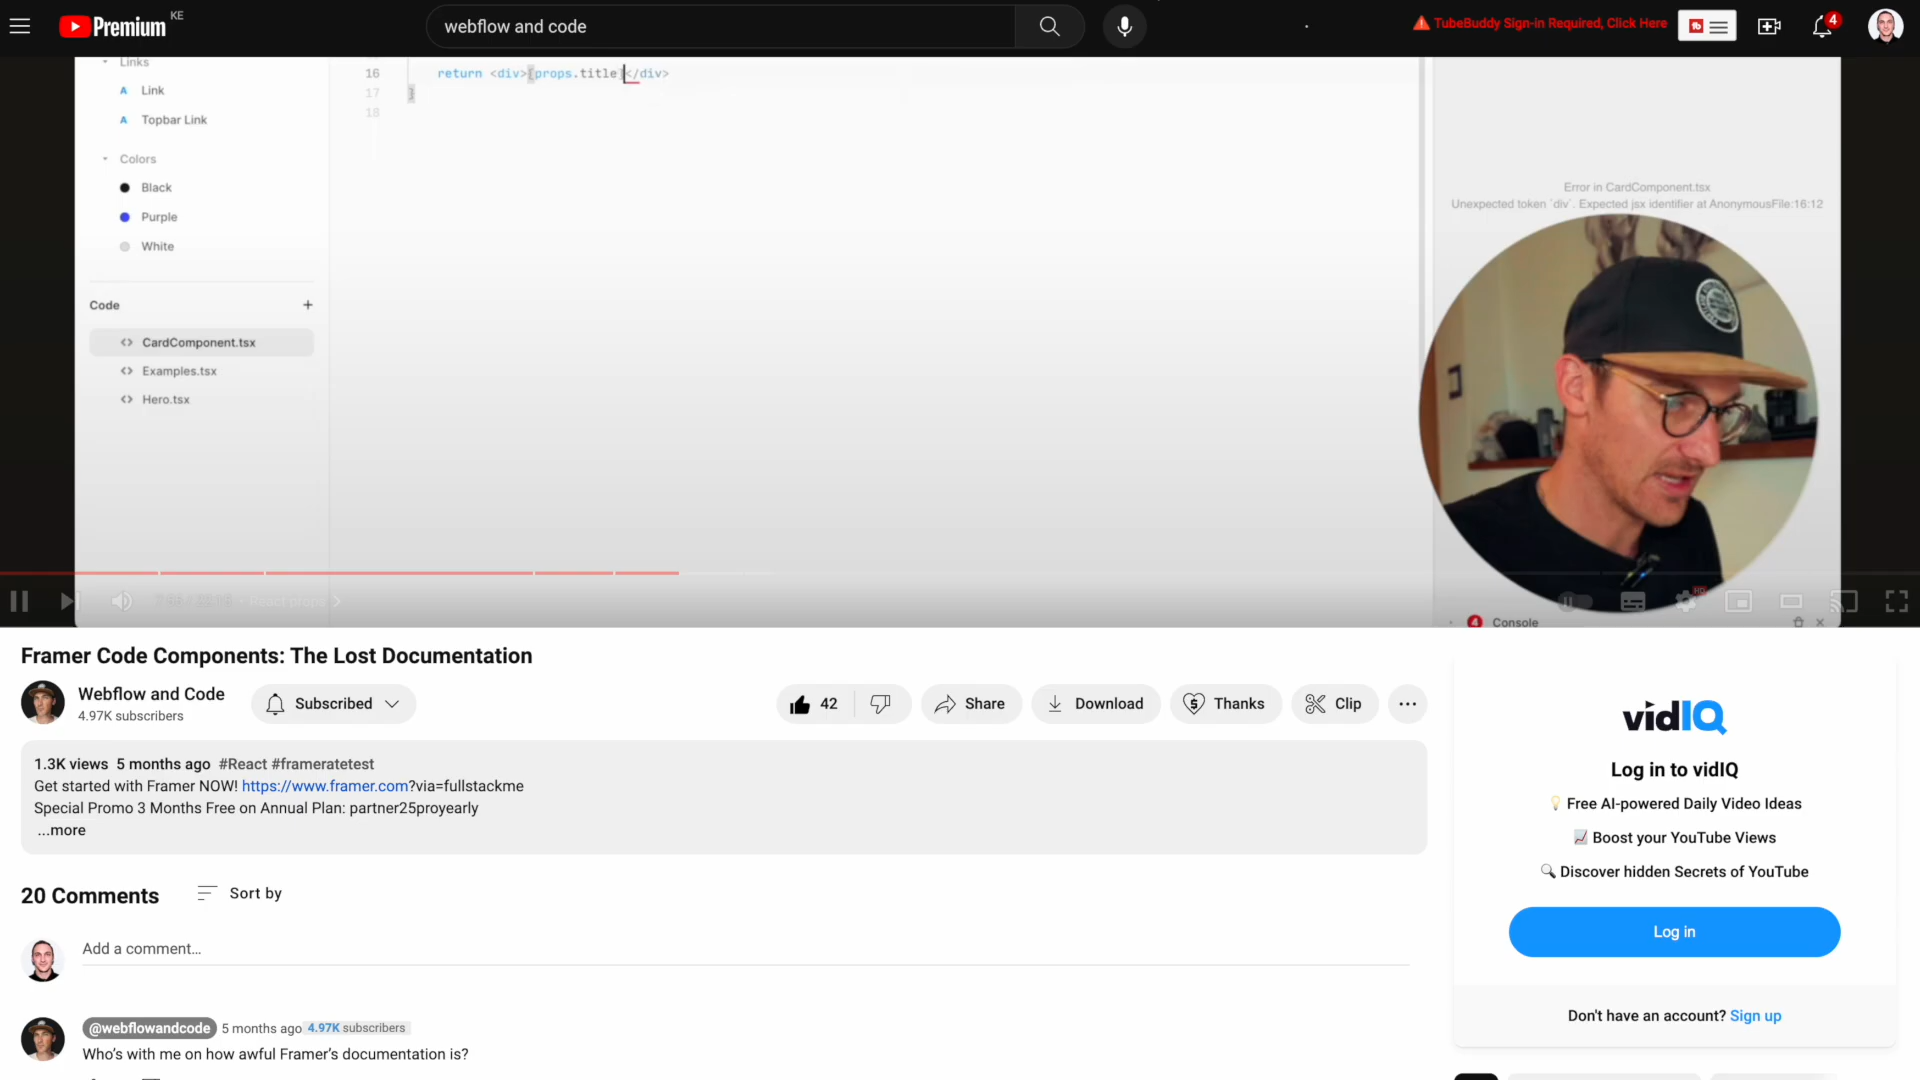 Premium KE
webflow and code
TubeBuddy Sign-in Required, Click Here
4
Links
Link
Topbar Link
Colors
Black
Purple
White
Code
CardComponent.tsx
Examples.tsx
Hero.tsx
16
return <div>{props.title}</div>
17
18
Error in CardComponent.tsx
Unexpected token `div`. Expected jsx identifier at AnonymousFile:16:12
React props
HD
4 Console
Framer Code Components: The Lost Documentation
Webflow and Code
4.97K subscribers
Subscribed
42
Share
Download
Thanks
Clip
1.3K views 5 months ago #React #frameratetest
Get started with Framer NOW! https://www.framer.com?via=fullstackme
Special Promo 3 Months Free on Annual Plan: partner25proyearly
...more
20 Comments
Sort by
Add a comment...
@webflowandcode 5 months ago 4.97K subscribers
Who's with me on how awful Framer's documentation is?
vidIQ
Log in to vidIQ
Free AI-powered Daily Video Ideas
Boost your YouTube Views
Discover hidden Secrets of YouTube
Log in
Don't have an account? Sign up